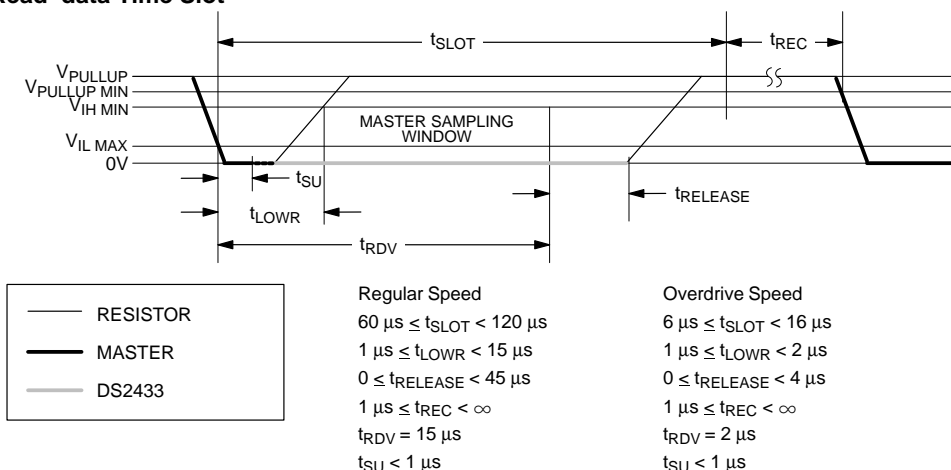 Read-data Time Slot
tSLOT
tREC
VPULLUP
VPULLUP MIN
VIH MIN
MASTER SAMPLING
WINDOW
VIL MAX
0V
tSU
tRELEASE
tLOWR
tRDV
RESISTOR
MASTER
DS2433
Regular Speed
60 µs ≤ tSLOT < 120 µs
1 µs ≤ tLOWR < 15 µs
0 ≤ tRELEASE < 45 µs
1 µs ≤ tREC < ∞
tRDV = 15 µs
tSU < 1 µs
Overdrive Speed
6 µs ≤ tSLOT < 16 µs
1 µs ≤ tLOWR < 2 µs
0 ≤ tRELEASE < 4 µs
1 µs ≤ tREC < ∞
tRDV = 2 µs
tSU < 1 µs